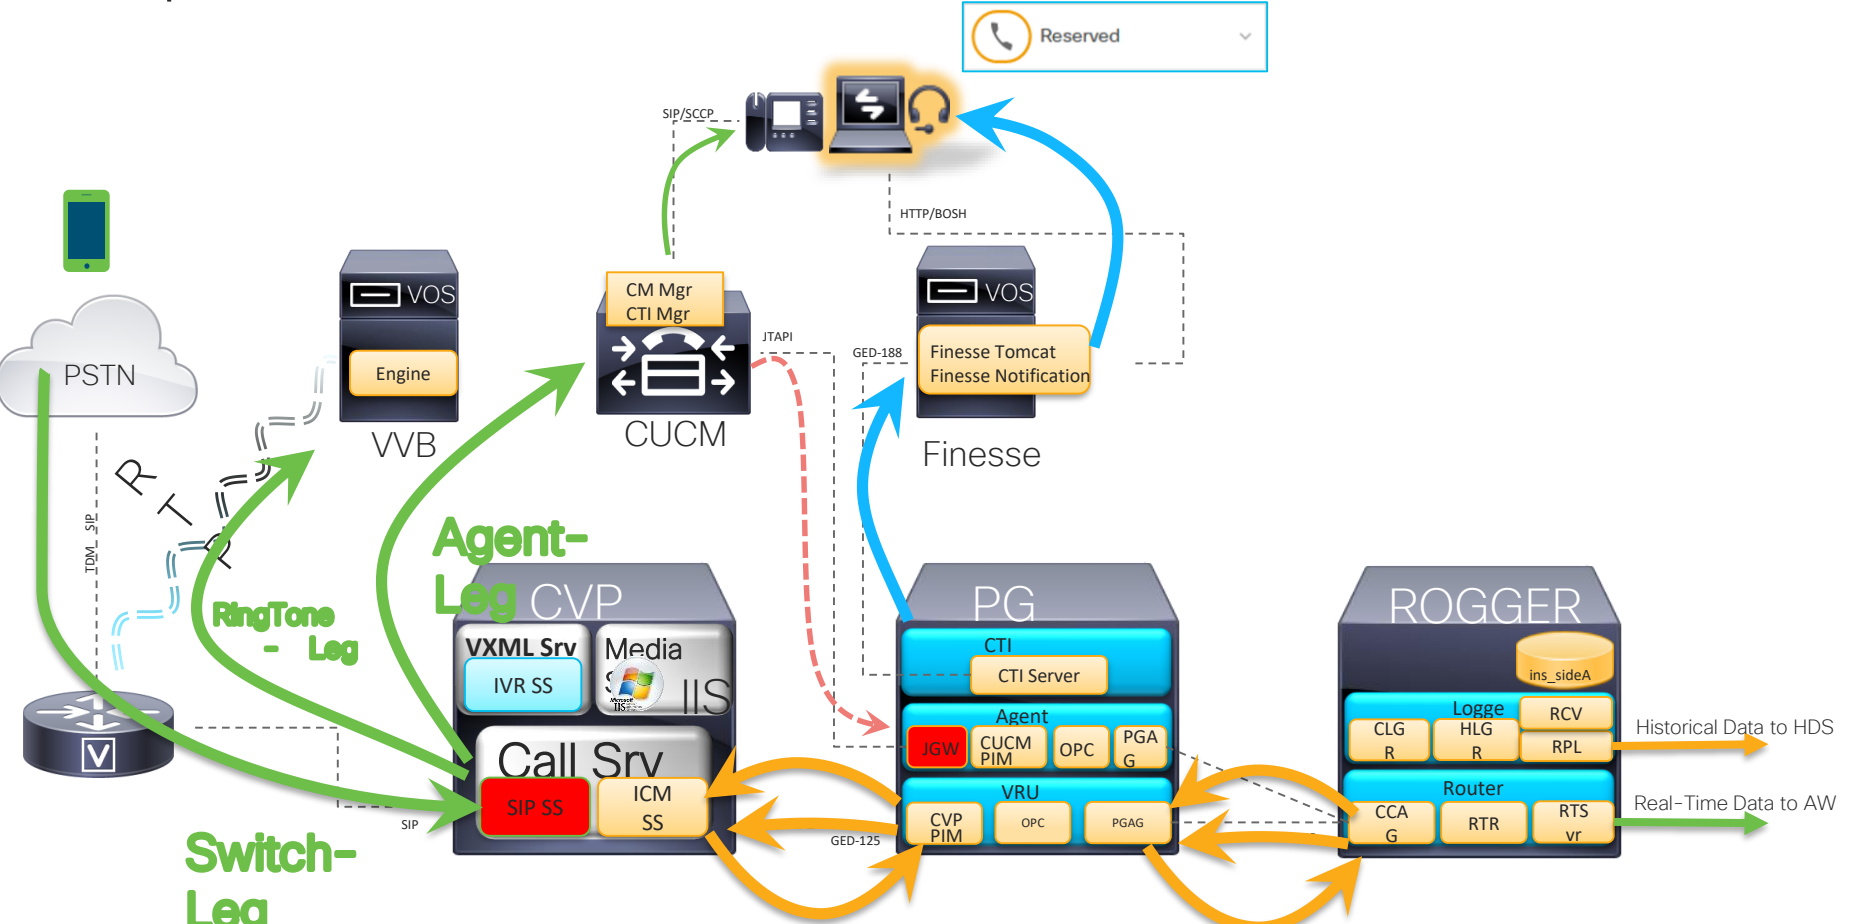 Reserved
SIP/SCCP
HTTP/BOSH
VOS
CM Mgr
CTI Mgr
VOS
JTAPI
GED-188
Finesse Tomcat
Finesse Notification
PSTN
Engine
VVB
CUCM
Finesse
R
T
P
TDM
SIP
Agent-
Leg
RingTone
- Leg
CVP
VXML Srv
IVR SS
Media
IIS
Call Srv
SIP SS
ICM
SS
SIP
Switch-
Leg
V
PG
CTI
CTI Server
Agent
JGW
CUCM
PIM
OPC
PGA
G
VRU
CVP
PIM
OPC
PGAG
GED-125
ROGGER
ins_sideA
Logge
CLG
R
HLG
R
RCV
RPL
Router
CCA
G
RTR
RTS
vr
Historical Data to HDS
Real-Time Data to AW